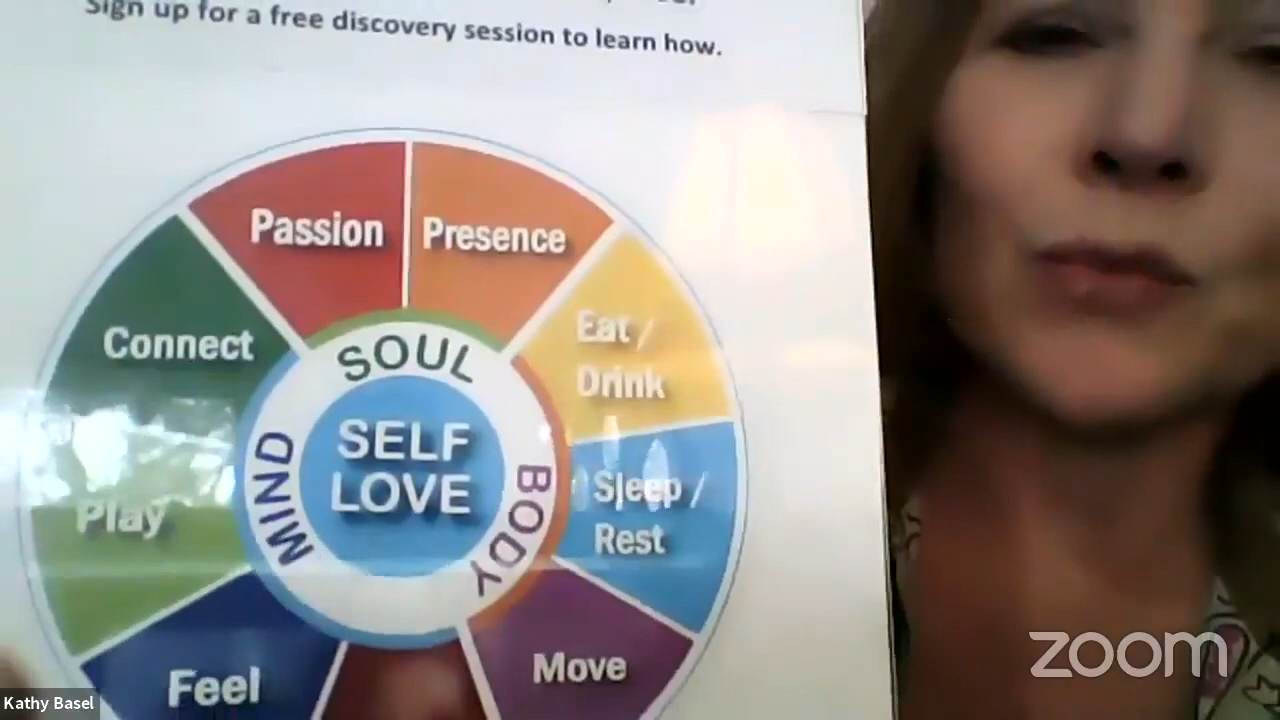 Sign up for a free discovery session to learn how.
Passion
Presence
Connect
Eat /
Drink
SOUL
SELF
LOVE
MIND
BODY
Sleep /
Rest
Play
Feel
Move
Kathy Basel
zoom